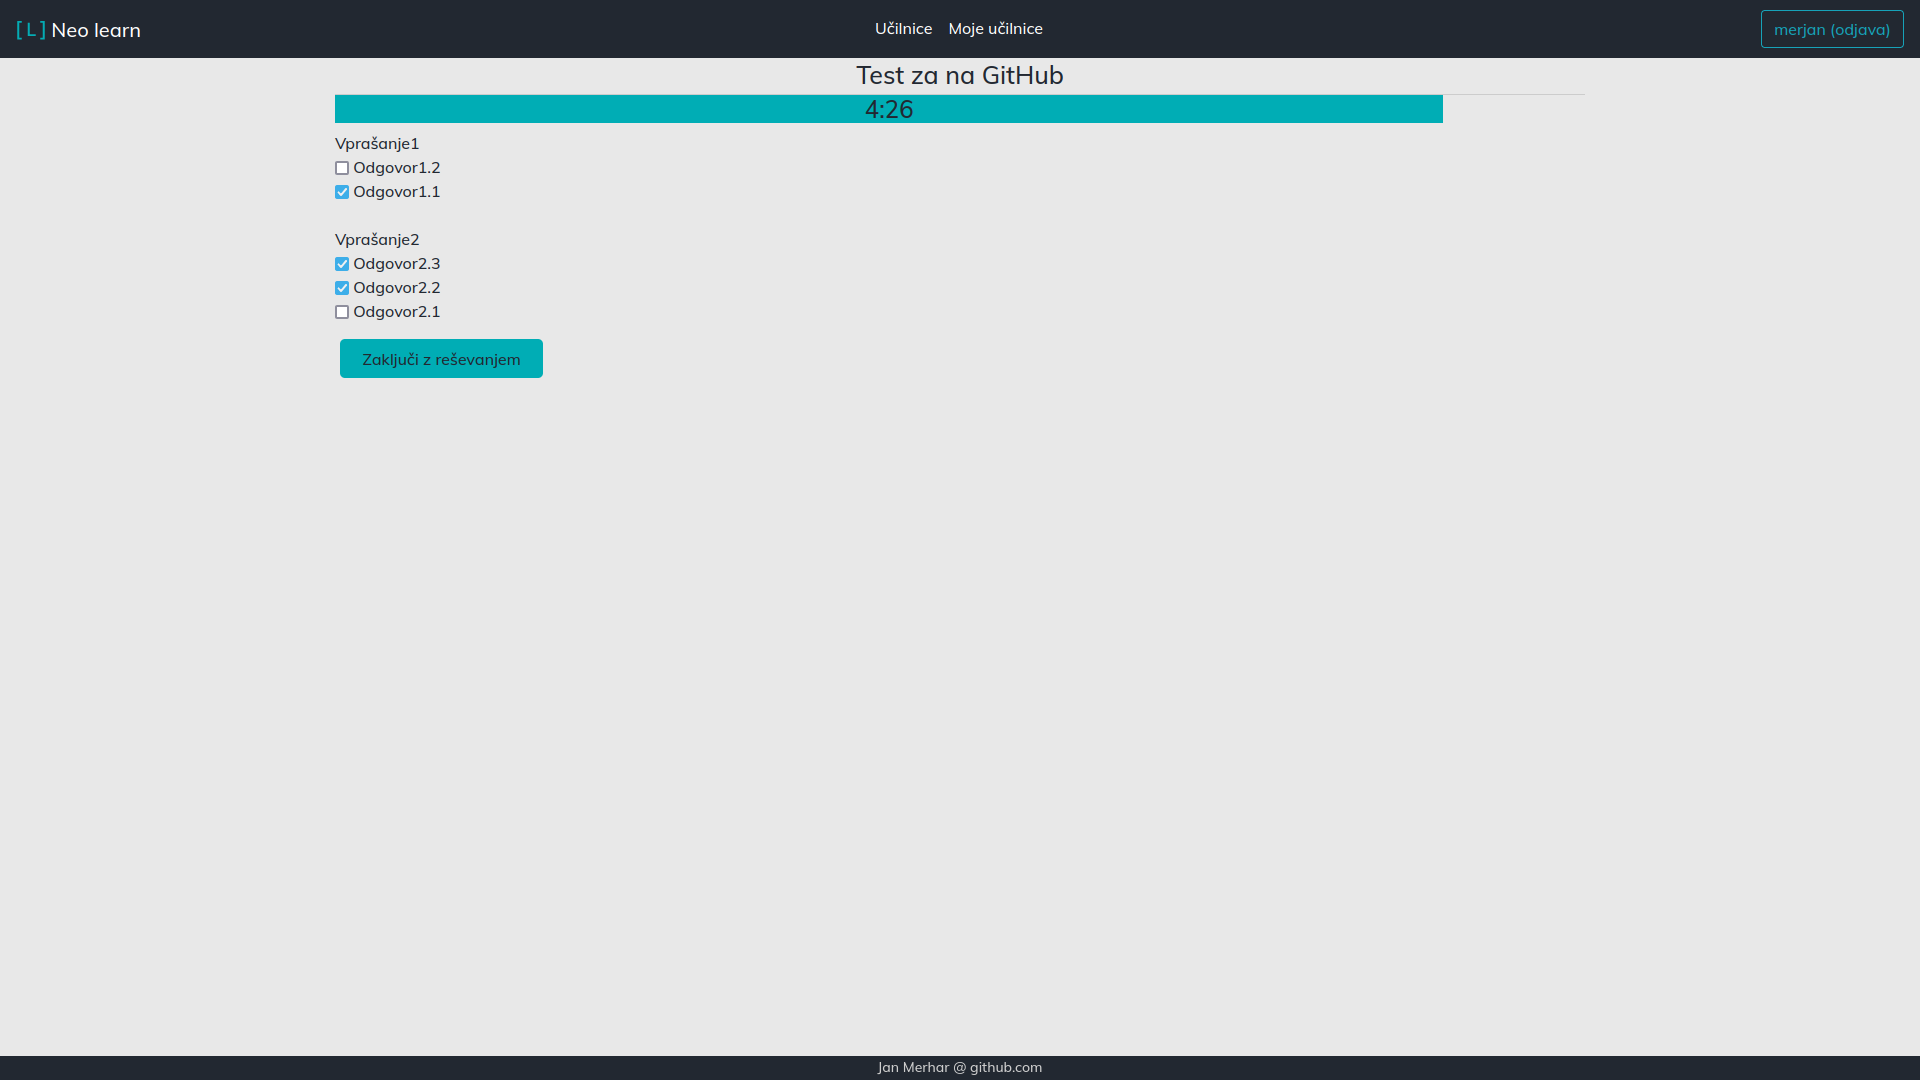 [L] Neo learn
Učilnice Moje učilnice
merjan (odjava)
Test za na GitHub
4:26
Vprašanje1
Odgovor1.2
Odgovor1.1
Vprašanje2
Odgovor2.3
Odgovor2.2
Odgovor2.1
Zaključi z reševanjem
Jan Merhar @ github.com